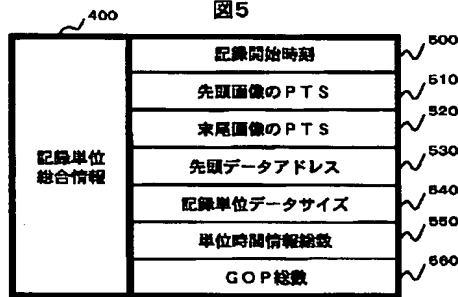 図5
400
記録単位
総合情報
記録開始時刻
500
先頭画像のPTS
510
末尾画像のPTS
520
先頭データアドレス
530
記録単位データサイズ
540
単位時間情報総数
550
GOP総数
560